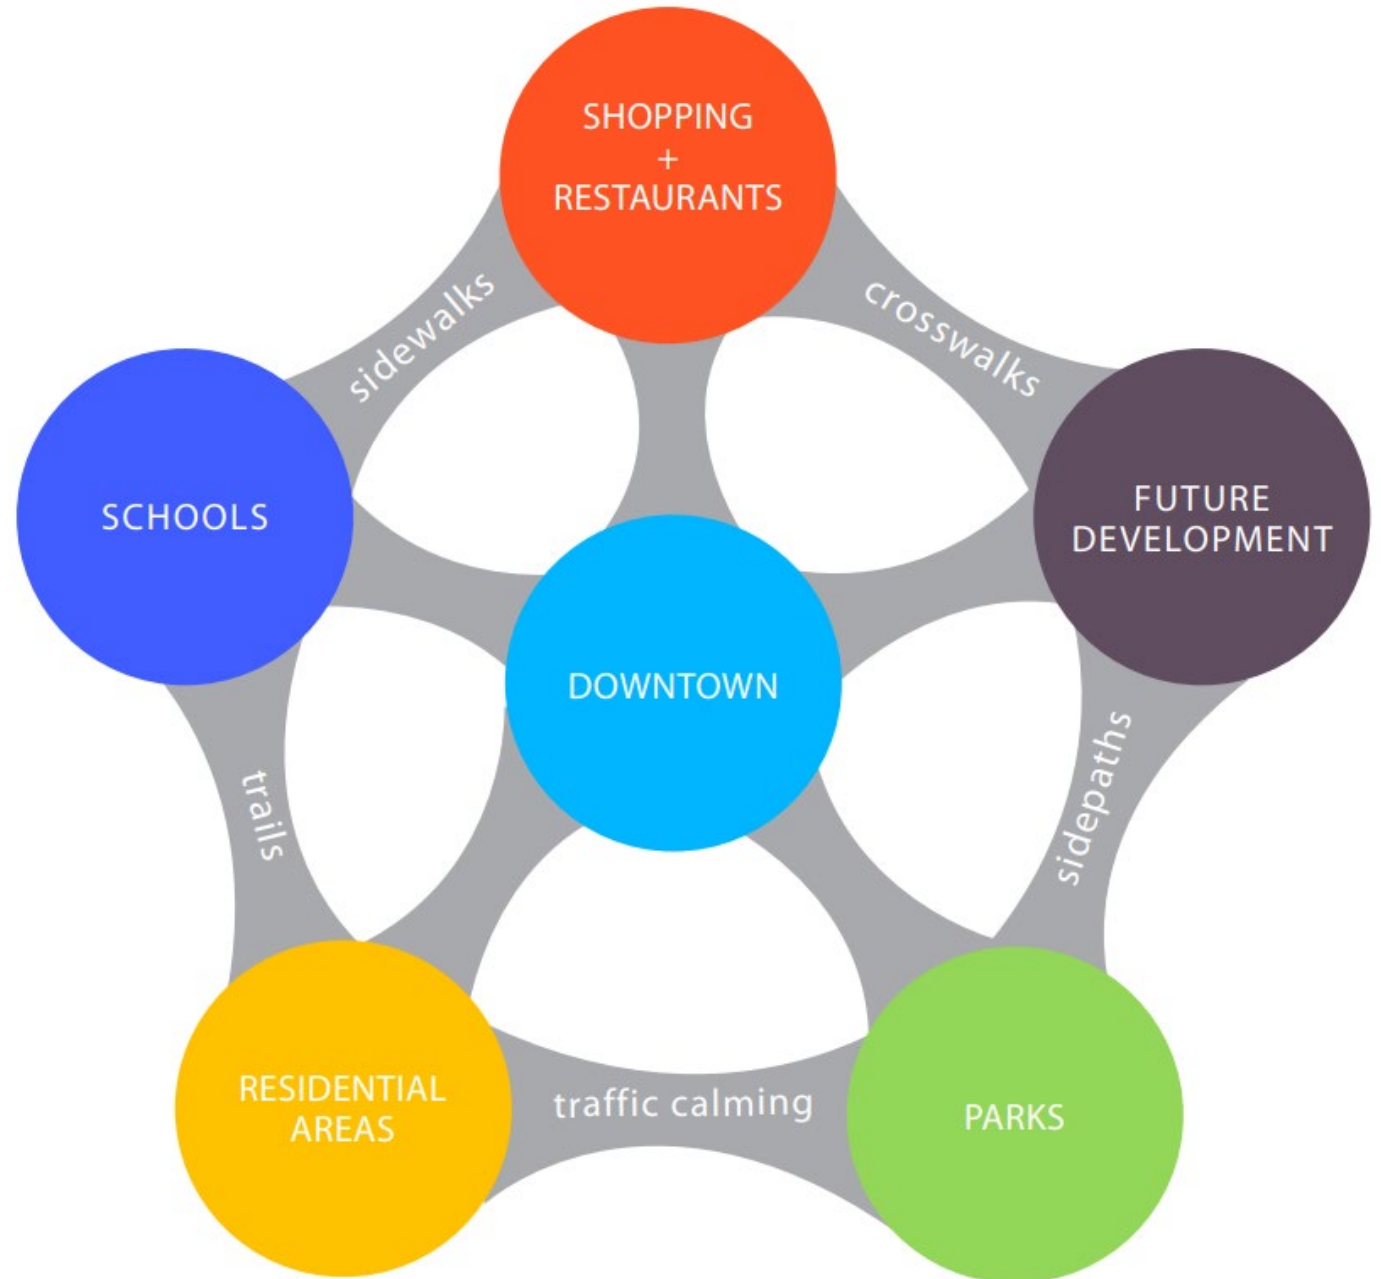 SHOPPING
+
RESTAURANTS
sidewalks
crosswalks
SCHOOLS
FUTURE
DEVELOPMENT
DOWNTOWN
trails
sidepaths
RESIDENTIAL
AREAS
traffic calming
PARKS